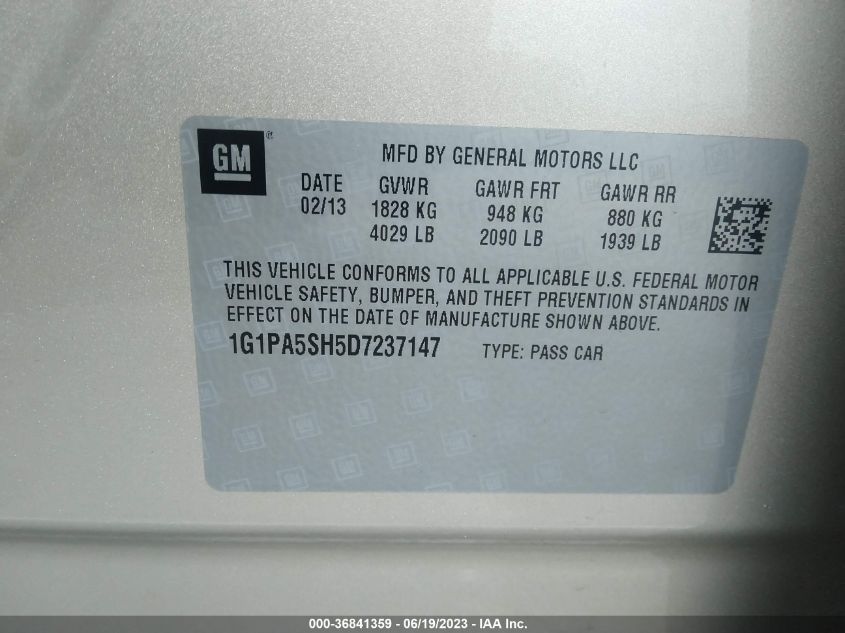 GM
®
MFD BY GENERAL MOTORS LLC
DATE GVWR GAWR FRT GAWR RR
02/13 1828 KG 948 KG 880 KG
4029 LB 2090 LB 1939 LB
THIS VEHICLE CONFORMS TO ALL APPLICABLE U.S. FEDERAL MOTOR
VEHICLE SAFETY, BUMPER, AND THEFT PREVENTION STANDARDS IN
EFFECT ON THE DATE OF MANUFACTURE SHOWN ABOVE.
1G1PA5SH5D7237147 TYPE: PASS CAR
000-36841359 - 06/19/2023 - IAA Inc.